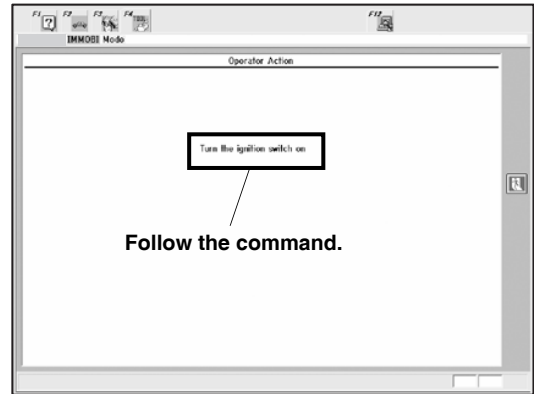 F1 F2 F3 F4 F12
IMMOBI Mode
Operator Action
Turn the ignition switch on
Follow the command.